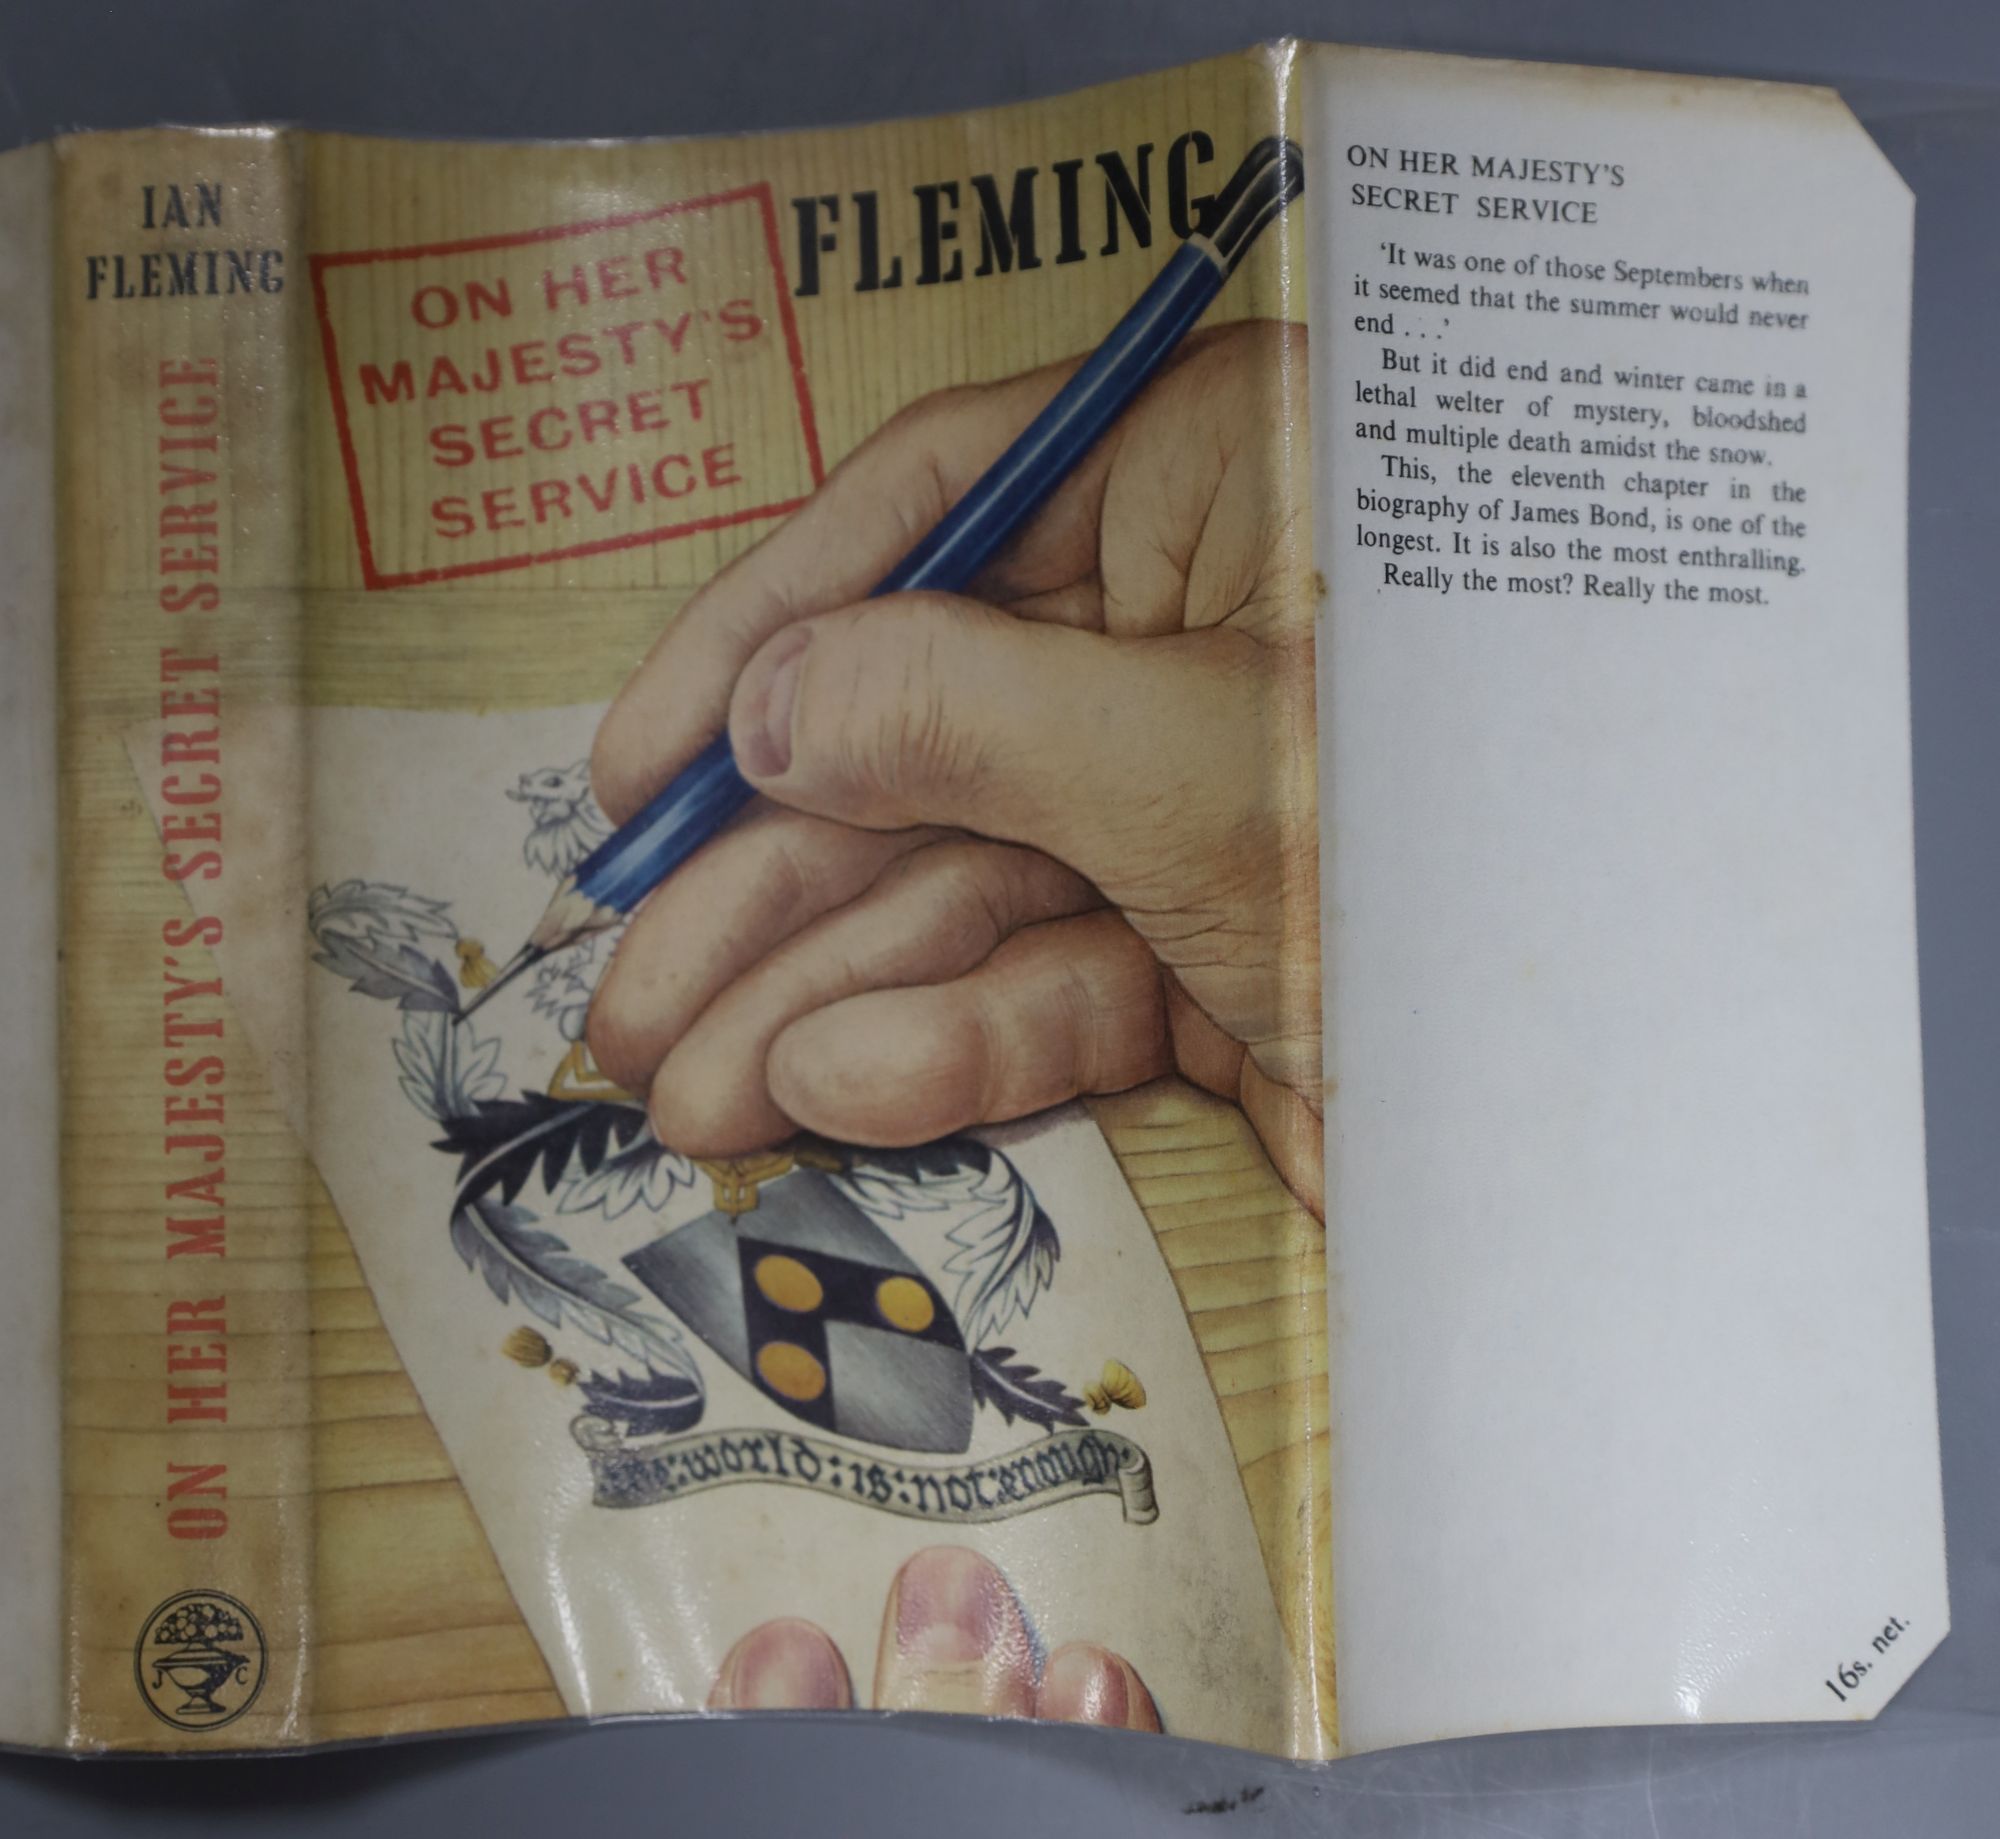 IAN
FLEMING
ON HER MAJESTY'S SECRET SERVICE
J C
FLEMING
ON HER
MAJESTY'S
SECRET
SERVICE
:world:is:not:enough.
ON HER MAJESTY'S
SECRET SERVICE
‘It was one of those Septembers when
it seemed that the summer would never
end . . .’
But it did end and winter came in a
lethal welter of mystery, bloodshed
and multiple death amidst the snow.
This, the eleventh chapter in the
biography of James Bond, is one of the
longest. It is also the most enthralling.
Really the most? Really the most.
16s. net.